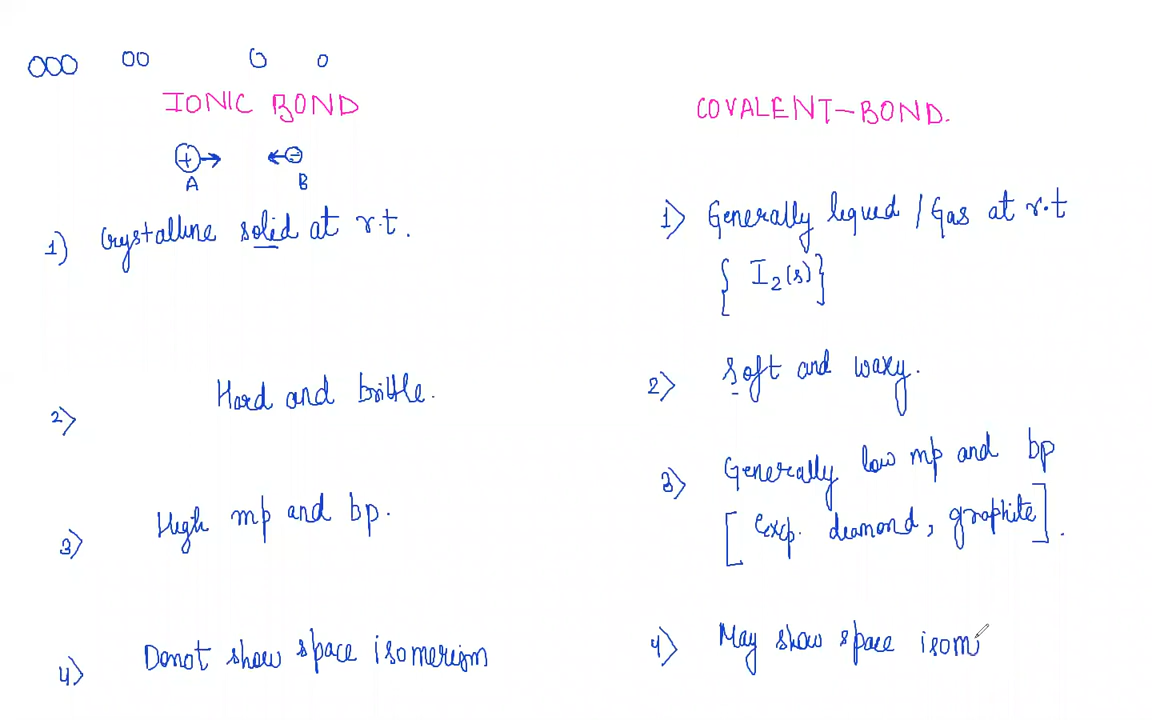 IONIC BOND
+ −
A B
1) Crystalline solid at r.t.
2) Hard and brittle.
3) High mp and bp.
4) Donot show space isomerism
COVALENT-BOND.
1) Generally liqued / Gas at r.t
{ I2(s) }
2) Soft and waxy.
3) Generally low mp and bp
[ exp. diamond, graphite ].
4) May show space isom